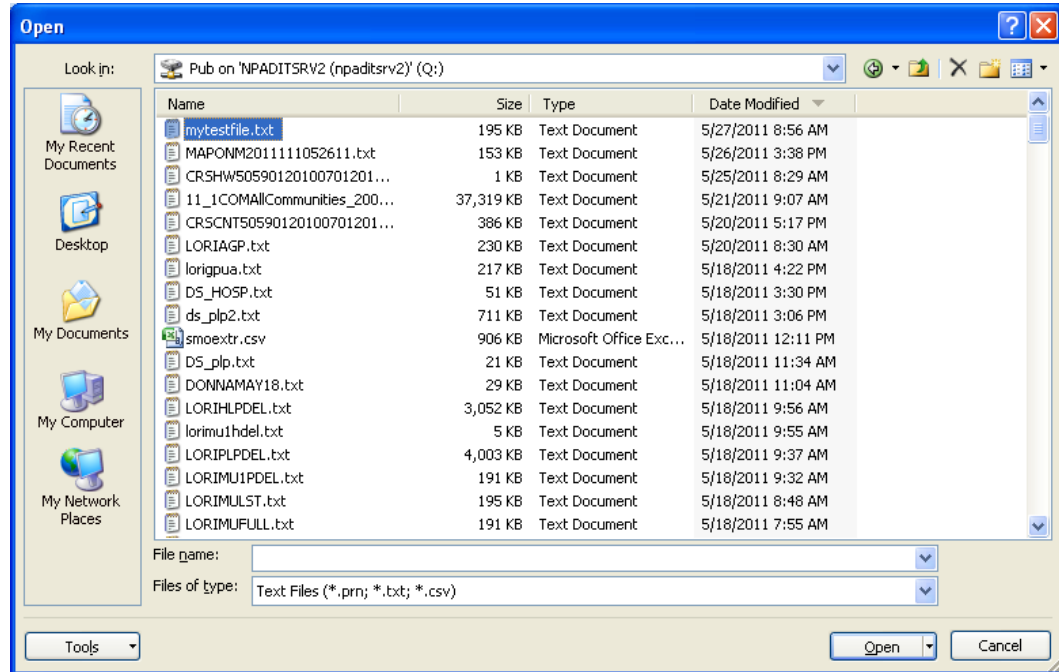 Open
Look in: Pub on 'NPADITSRV2 (npaditsrv2)' (Q:)
My Recent
Documents
Desktop
My Documents
My Computer
My Network
Places
Name Size Type Date Modified
mytestfile.txt 195 KB Text Document 5/27/2011 8:56 AM
MAPONM2011111052611.txt 153 KB Text Document 5/26/2011 3:38 PM
CRSHW50590120100701201... 1 KB Text Document 5/25/2011 8:29 AM
11_1COMAllCommunities_200... 37,319 KB Text Document 5/21/2011 9:07 AM
CRSCNT50590120100701201... 386 KB Text Document 5/20/2011 5:17 PM
LORIAGP.txt 230 KB Text Document 5/20/2011 8:30 AM
lorigpua.txt 217 KB Text Document 5/18/2011 4:22 PM
DS_HOSP.txt 51 KB Text Document 5/18/2011 3:30 PM
ds_plp2.txt 711 KB Text Document 5/18/2011 3:06 PM
smoextr.csv 906 KB Microsoft Office Exc... 5/18/2011 12:11 PM
DS_plp.txt 21 KB Text Document 5/18/2011 11:34 AM
DONNAMAY18.txt 29 KB Text Document 5/18/2011 11:04 AM
LORIHLPDEL.txt 3,052 KB Text Document 5/18/2011 9:56 AM
lorimu1hdel.txt 5 KB Text Document 5/18/2011 9:55 AM
LORIPLPDEL.txt 4,003 KB Text Document 5/18/2011 9:37 AM
LORIMU1PDEL.txt 191 KB Text Document 5/18/2011 9:32 AM
LORIMULST.txt 195 KB Text Document 5/18/2011 8:48 AM
LORIMUFULL.txt 191 KB Text Document 5/18/2011 7:55 AM
File name:
Files of type: Text Files (*.prn; *.txt; *.csv)
Tools Open Cancel